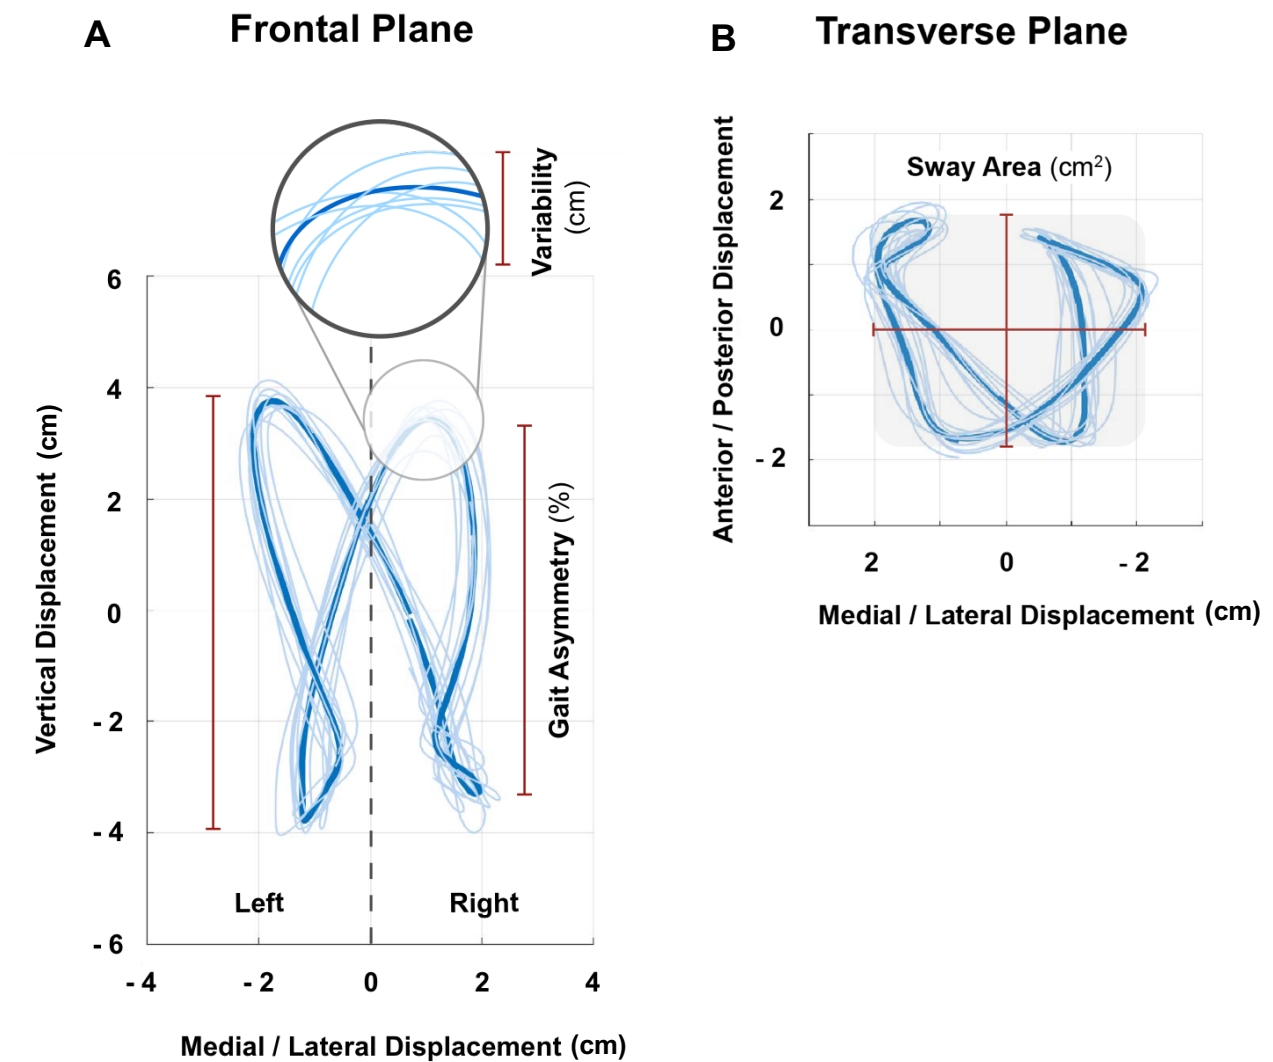 A
Frontal Plane
Variability
(cm)
6
4
2
0
- 2
- 4
- 6
Vertical Displacement (cm)
Gait Asymmetry (%)
Left
Right
- 4
- 2
0
2
4
Medial / Lateral Displacement (cm)
B
Transverse Plane
Sway Area (cm²)
Anterior / Posterior Displacement
2
0
- 2
2
0
- 2
Medial / Lateral Displacement (cm)